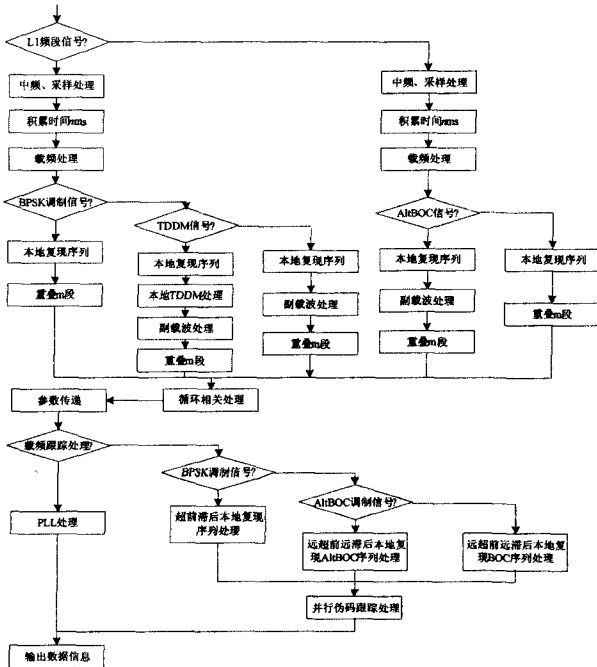 L1频段信号?
中频、采样处理
中频、采样处理
积累时间nms
积累时间nms
载频处理
载频处理
BPSK调制信号?
TDDM信号?
AltBOC信号?
本地复现序列
本地复现序列
本地复现序列
本地复现序列
本地复现序列
重叠m段
本地TDDM处理
副载波处理
副载波处理
重叠m段
副载波处理
重叠m段
重叠m段
重叠m段
参数传递
循环相关处理
载频跟踪处理?
BPSK调制信号?
AltBOC调制信号?
PLL处理
超前滞后本地复现
序列处理
远超前远滞后本地复
现AltBOC序列处理
远超前远滞后本地复
现BOC序列处理
并行伪码跟踪处理
输出数据信息